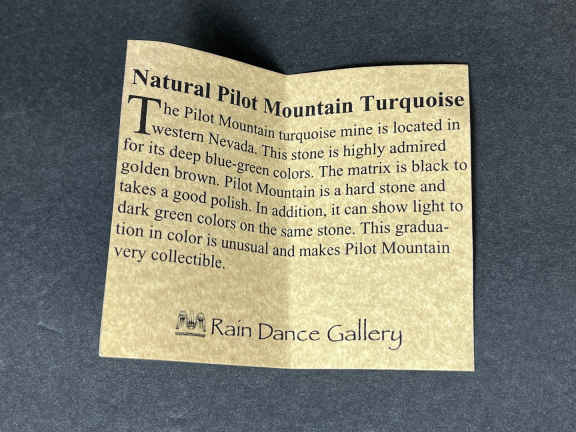 Natural Pilot Mountain Turquoise
The Pilot Mountain turquoise mine is located in
western Nevada. This stone is highly admired
for its deep blue-green colors. The matrix is black to
golden brown. Pilot Mountain is a hard stone and
takes a good polish. In addition, it can show light to
dark green colors on the same stone. This gradua-
tion in color is unusual and makes Pilot Mountain
very collectible.
Rain Dance Gallery